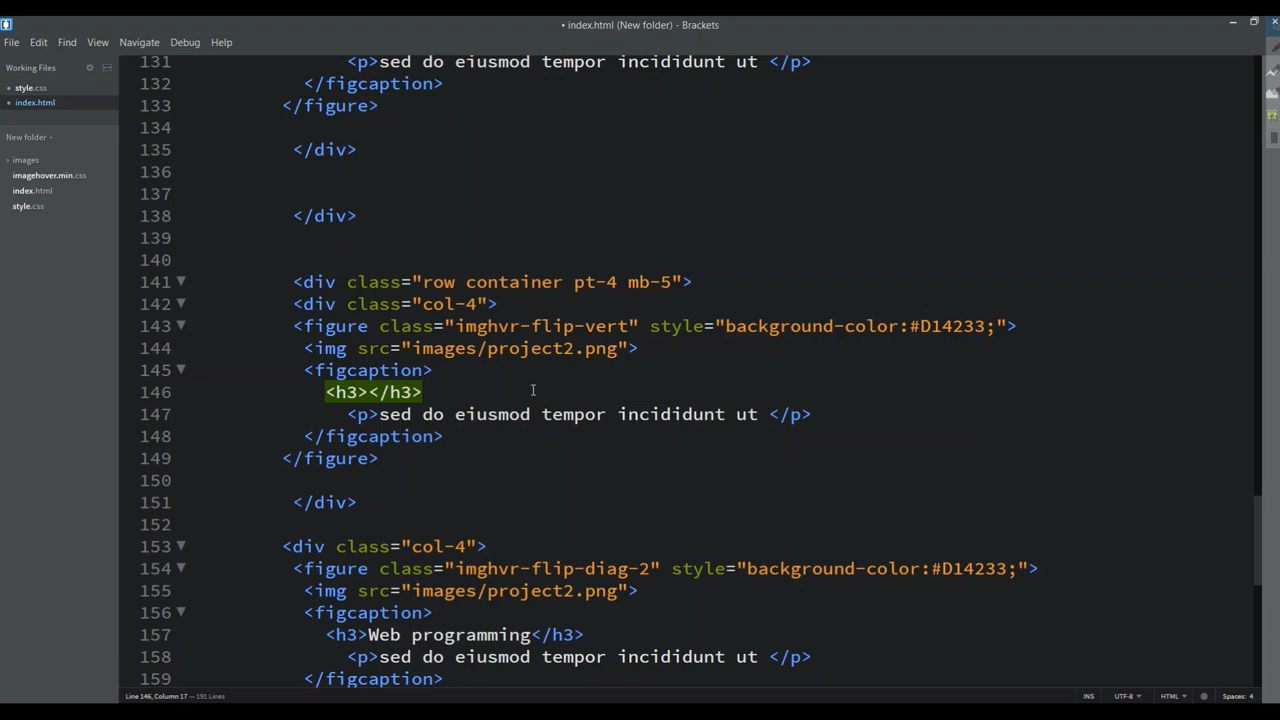 • index.html (New folder) - Brackets
File Edit Find View Navigate Debug Help
Working Files
style.css
index.html
New folder
images
imagehover.min.css
index.html
style.css
131 <p>sed do eiusmod tempor incididunt ut </p>
132 </figcaption>
133 </figure>
134
135 </div>
136
137
138 </div>
139
140
141 <div class="row container pt-4 mb-5">
142 <div class="col-4">
143 <figure class="imghvr-flip-vert" style="background-color:#D14233;">
144 <img src="images/project2.png">
145 <figcaption>
146 <h3></h3>
147 <p>sed do eiusmod tempor incididunt ut </p>
148 </figcaption>
149 </figure>
150
151 </div>
152
153 <div class="col-4">
154 <figure class="imghvr-flip-diag-2" style="background-color:#D14233;">
155 <img src="images/project2.png">
156 <figcaption>
157 <h3>Web programming</h3>
158 <p>sed do eiusmod tempor incididunt ut </p>
159 </figcaption>
Line 146, Column 17 — 191 Lines INS UTF-8 HTML Spaces: 4